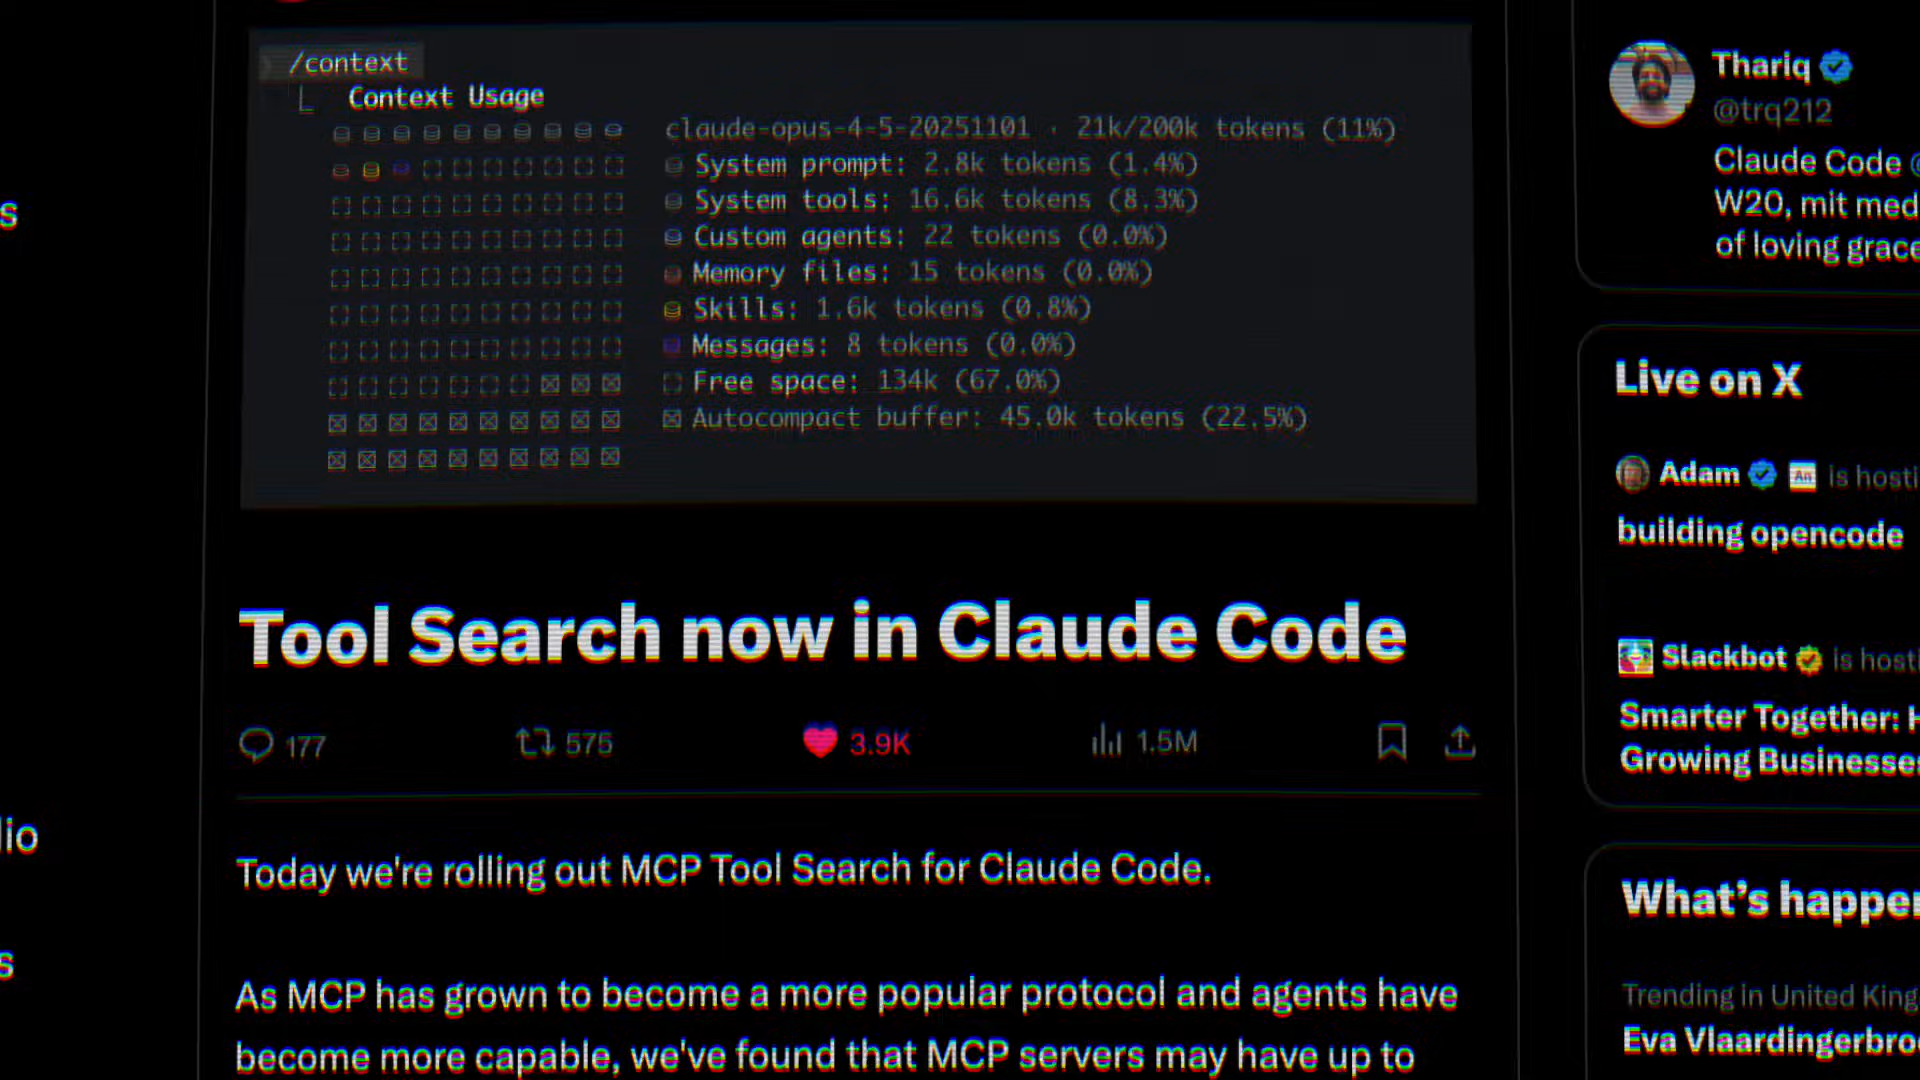 /context
Context Usage
claude-opus-4-5-20251101 · 21k/200k tokens (11%)
System prompt: 2.8k tokens (1.4%)
System tools: 16.6k tokens (8.3%)
Custom agents: 22 tokens (0.0%)
Memory files: 15 tokens (0.0%)
Skills: 1.6k tokens (0.8%)
Messages: 8 tokens (0.0%)
Free space: 134k (67.0%)
Autocompact buffer: 45.0k tokens (22.5%)
Tool Search now in Claude Code
177 575 3.9K 1.5M
Today we're rolling out MCP Tool Search for Claude Code.
As MCP has grown to become a more popular protocol and agents have
become more capable, we've found that MCP servers may have up to
Thariq
@trq212
Claude Code @
W20, mit med
of loving grace
Live on X
Adam is hosti
building opencode
Slackbot is hosti
Smarter Together: H
Growing Businesse
What's happen
Trending in United King
Eva Vlaardingerbro
s
lio
s